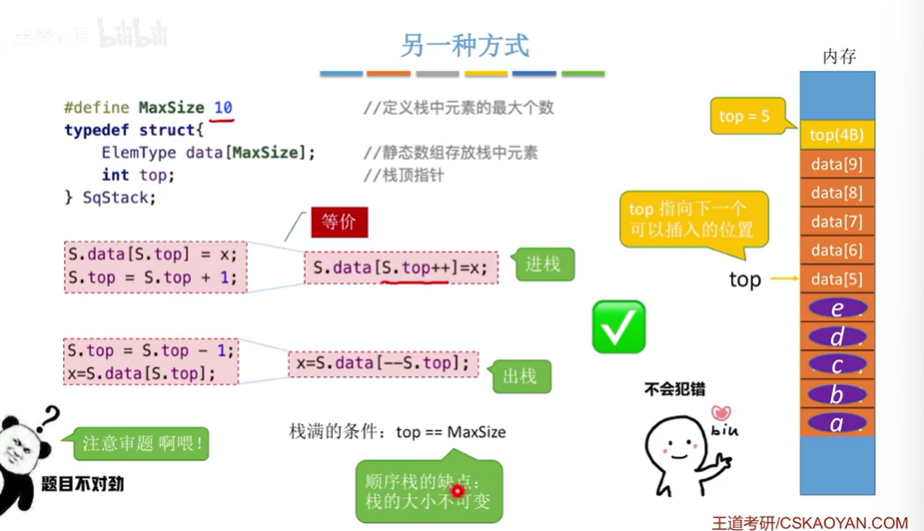 另一种方式
内存
#define MaxSize 10 //定义栈中元素的最大个数
typedef struct{
ElemType data[MaxSize]; //静态数组存放栈中元素
int top; //栈顶指针
} SqStack;
等价
S.data[S.top] = x;
S.top = S.top + 1;
S.data[S.top++]=x;
进栈
S.top = S.top - 1;
x=S.data[S.top];
x=S.data[--S.top];
出栈
注意审题 啊喂！
题目不对劲
栈满的条件：top == MaxSize
顺序栈的缺点：
栈的大小不可变
top = 5
top 指向下一个
可以插入的位置
top
top(4B)
data[9]
data[8]
data[7]
data[6]
data[5]
e
d
c
b
a
不会犯错
biu
王道考研/CSKAOYAN.COM
bilibili